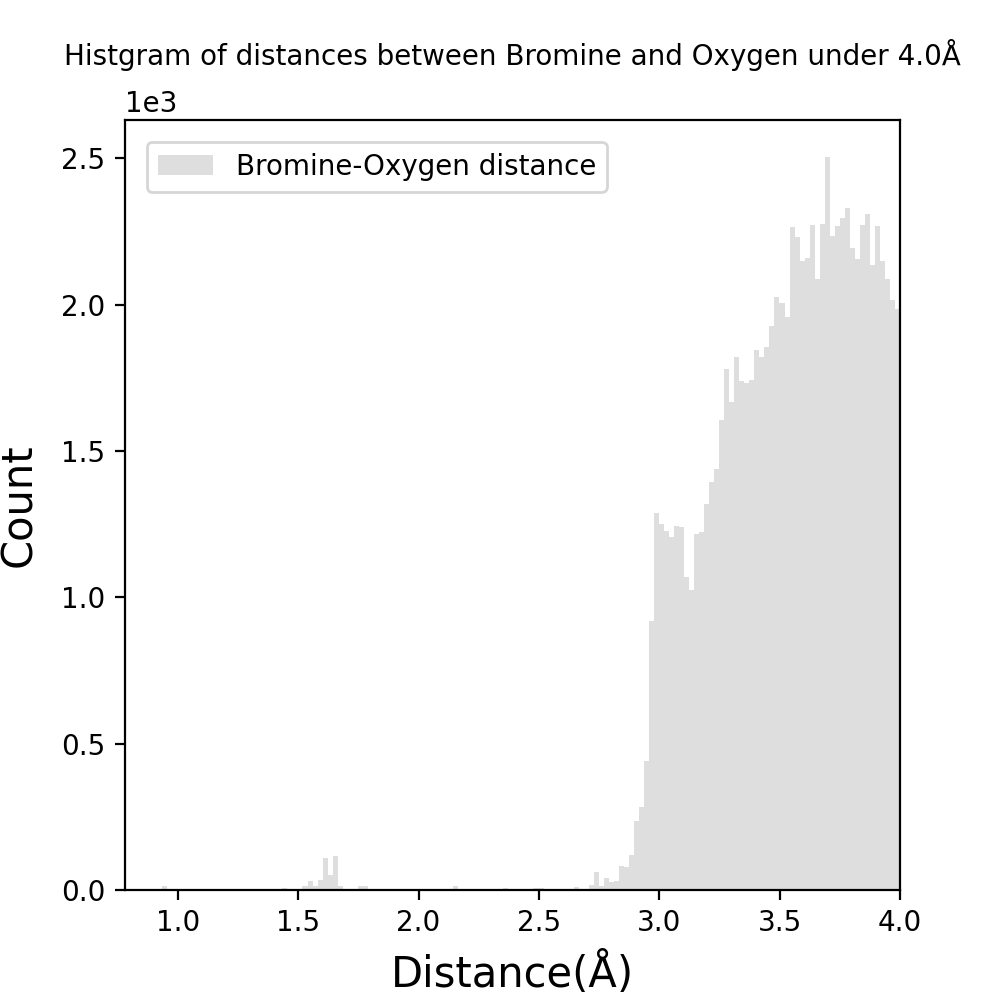 Histgram of distances between Bromine and Oxygen under 4.0Å
1e3
Bromine-Oxygen distance
2.5
2.0
1.5
1.0
0.5
0.0
Count
1.0 1.5 2.0 2.5 3.0 3.5 4.0
Distance(Å)